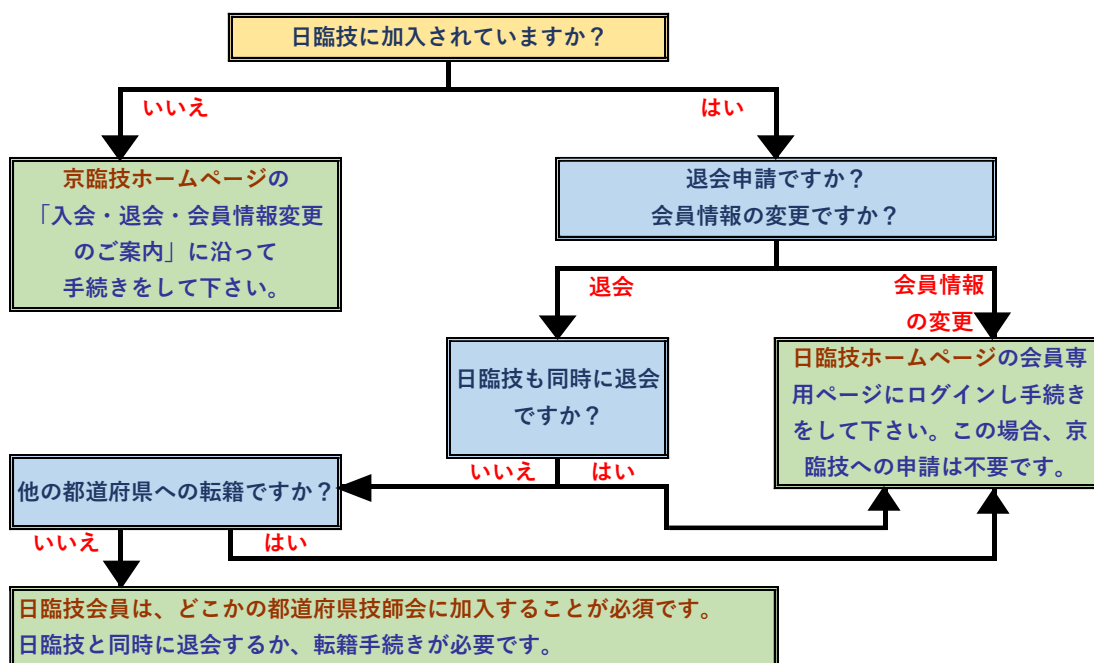 日臨技に加入されていますか？
いいえ
はい
京臨技ホームページの
「入会・退会・会員情報変更
のご案内」に沿って
手続きをして下さい。
退会申請ですか？
会員情報の変更ですか？
退会
会員情報
の変更
日臨技も同時に退会
ですか？
日臨技ホームページの会員専
用ページにログインし手続き
をして下さい。この場合、京
臨技への申請は不要です。
いいえ
はい
他の都道府県への転籍ですか？
いいえ
はい
日臨技会員は、どこかの都道府県技師会に加入することが必須です。
日臨技と同時に退会するか、転籍手続きが必要です。